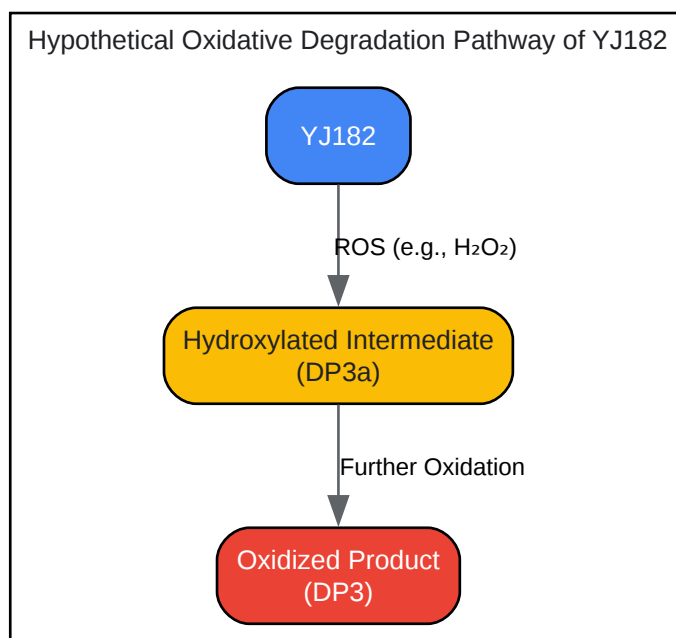 Hypothetical Oxidative Degradation Pathway of YJ182
YJ182
ROS (e.g., H₂O₂)
Hydroxylated Intermediate
(DP3a)
Further Oxidation
Oxidized Product
(DP3)